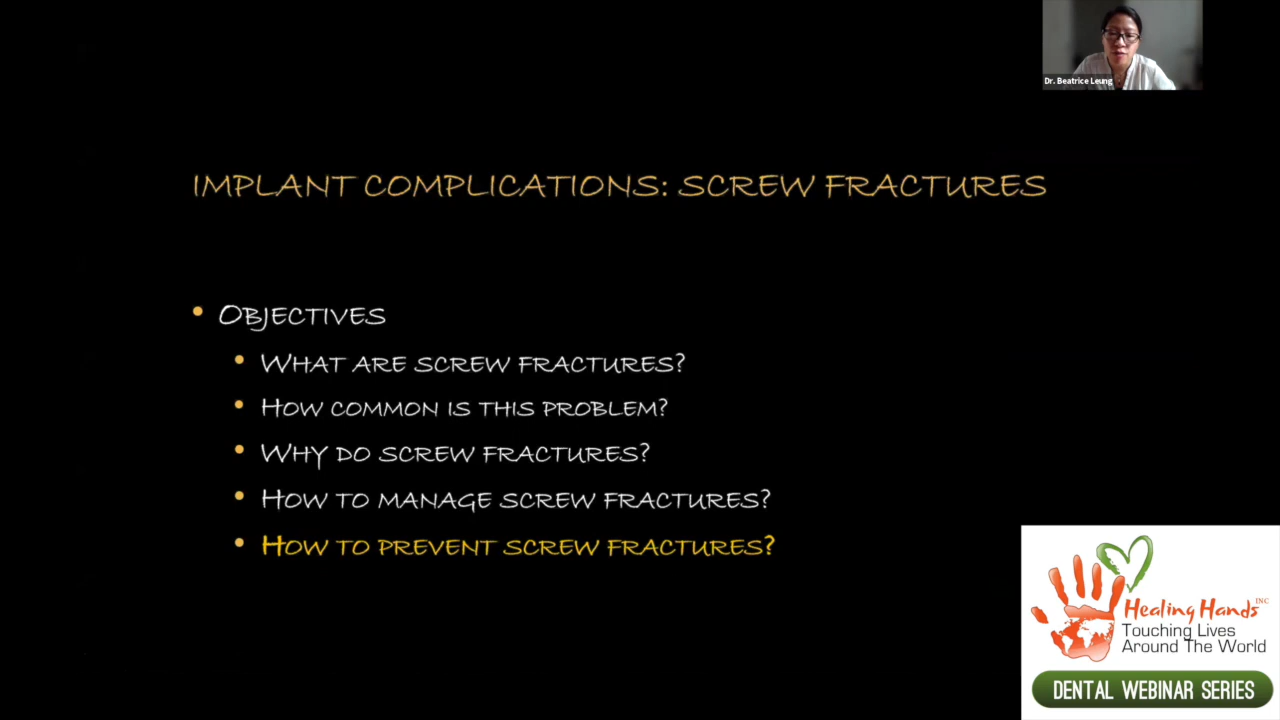 Dr. Beatrice Leung
IMPLANT COMPLICATIONS: SCREW FRACTURES
• OBJECTIVES
• WHAT ARE SCREW FRACTURES?
• HOW COMMON IS THIS PROBLEM?
• WHY DO SCREW FRACTURES?
• HOW TO MANAGE SCREW FRACTURES?
• HOW TO PREVENT SCREW FRACTURES?
Healing Hands INC
Touching Lives
Around The World
DENTAL WEBINAR SERIES